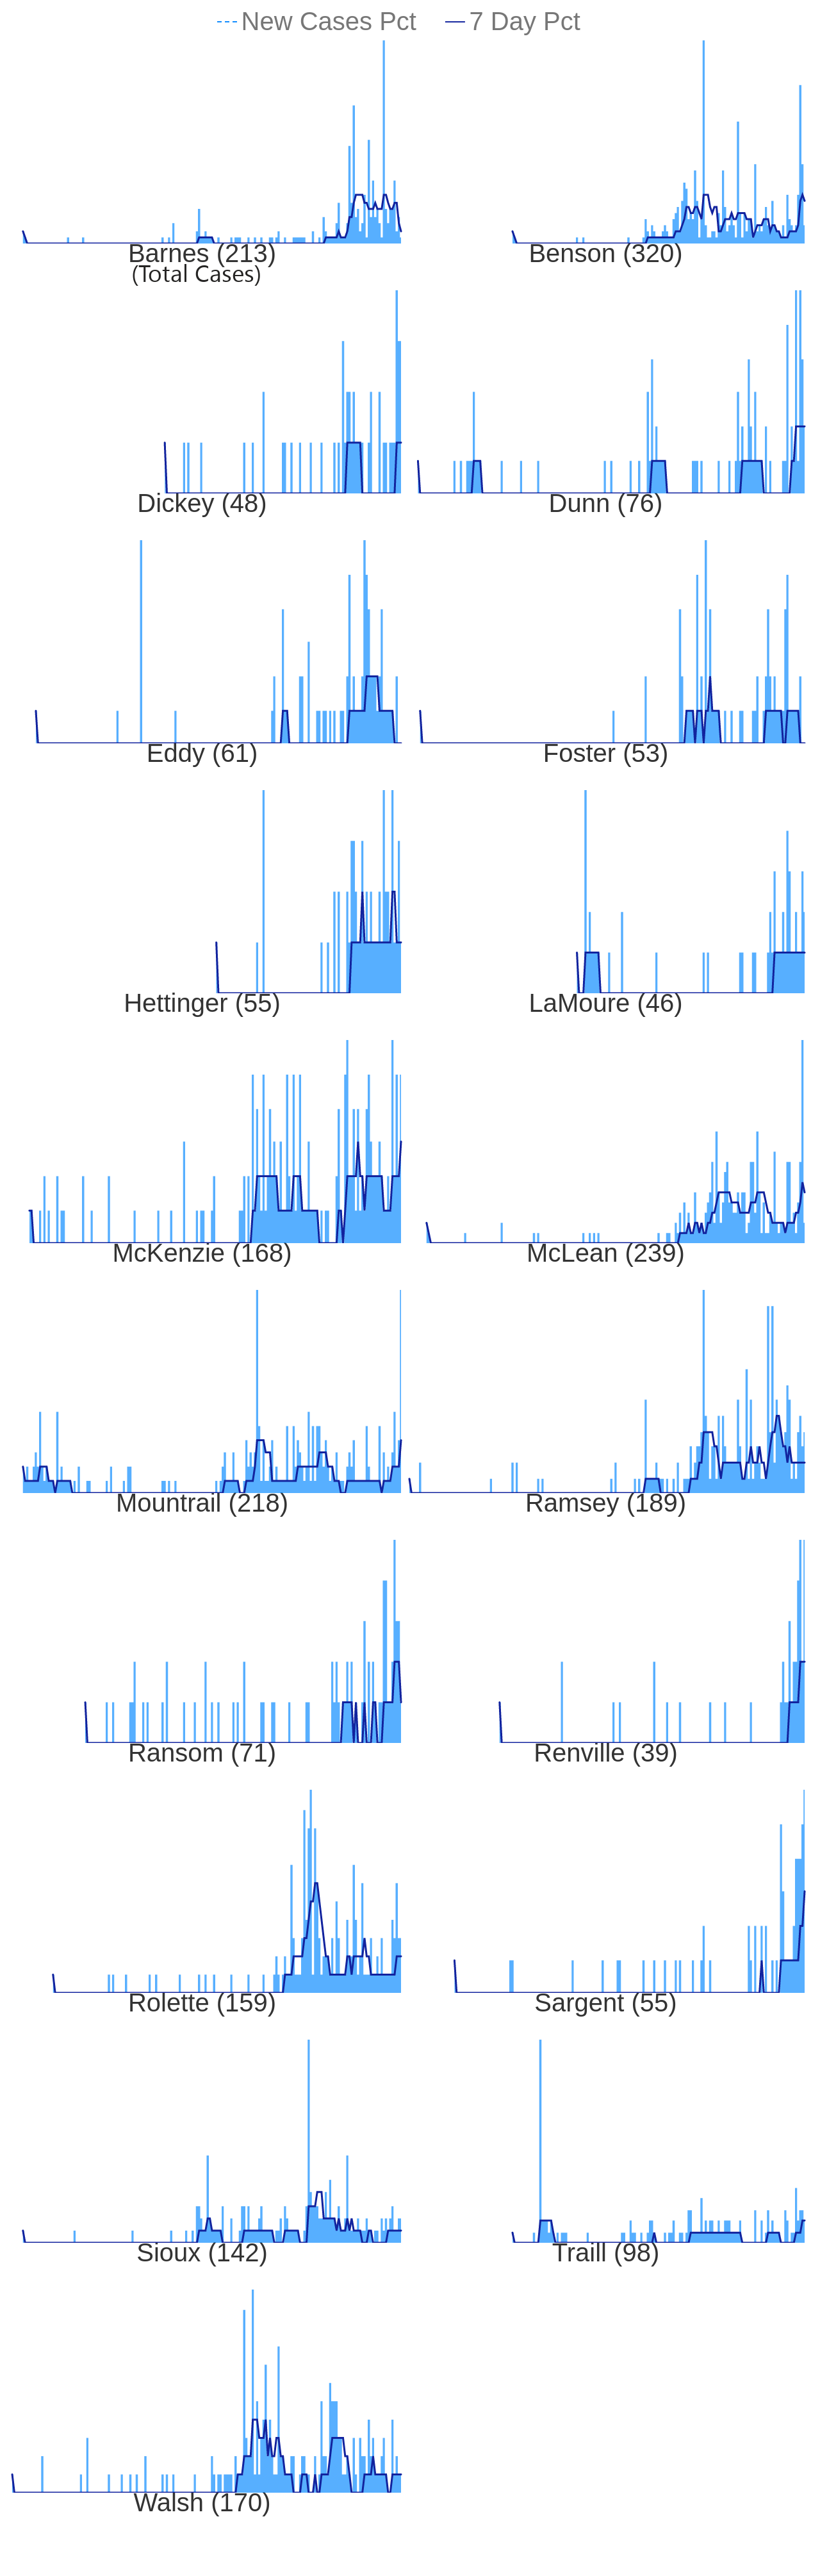 New Cases Pct 7 Day Pct
Barnes (213) Benson (320)
(Total Cases)
Dickey (48) Dunn (76)
Eddy (61) Foster (53)
Hettinger (55) LaMoure (46)
McKenzie (168) McLean (239)
Mountrail (218) Ramsey (189)
Ransom (71) Renville (39)
Rolette (159) Sargent (55)
Sioux (142) Traill (98)
Walsh (170)